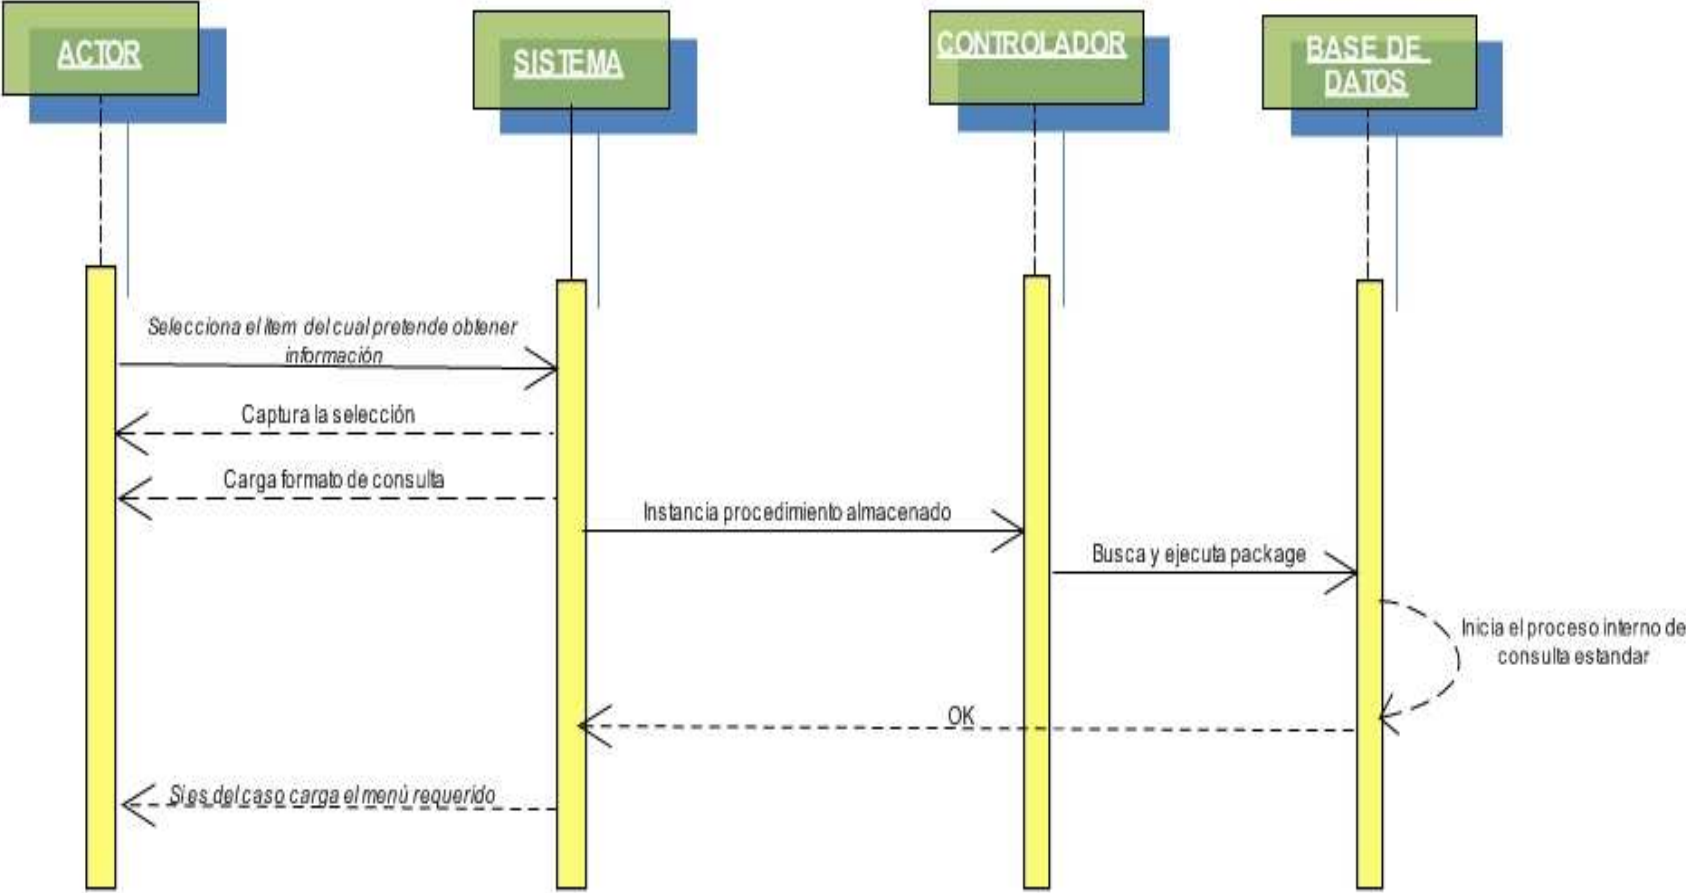 ACTOR
SISTEMA
CONTROLADOR
BASE DE
DATOS
Selecciona el Item del cual pretende obtener
información
Captura la selección
Carga formato de consulta
Instancia procedimiento almacenado
Busca y ejecuta package
Inicia el proceso interno de
consulta estandar
OK
Si es del caso carga el menú requerido